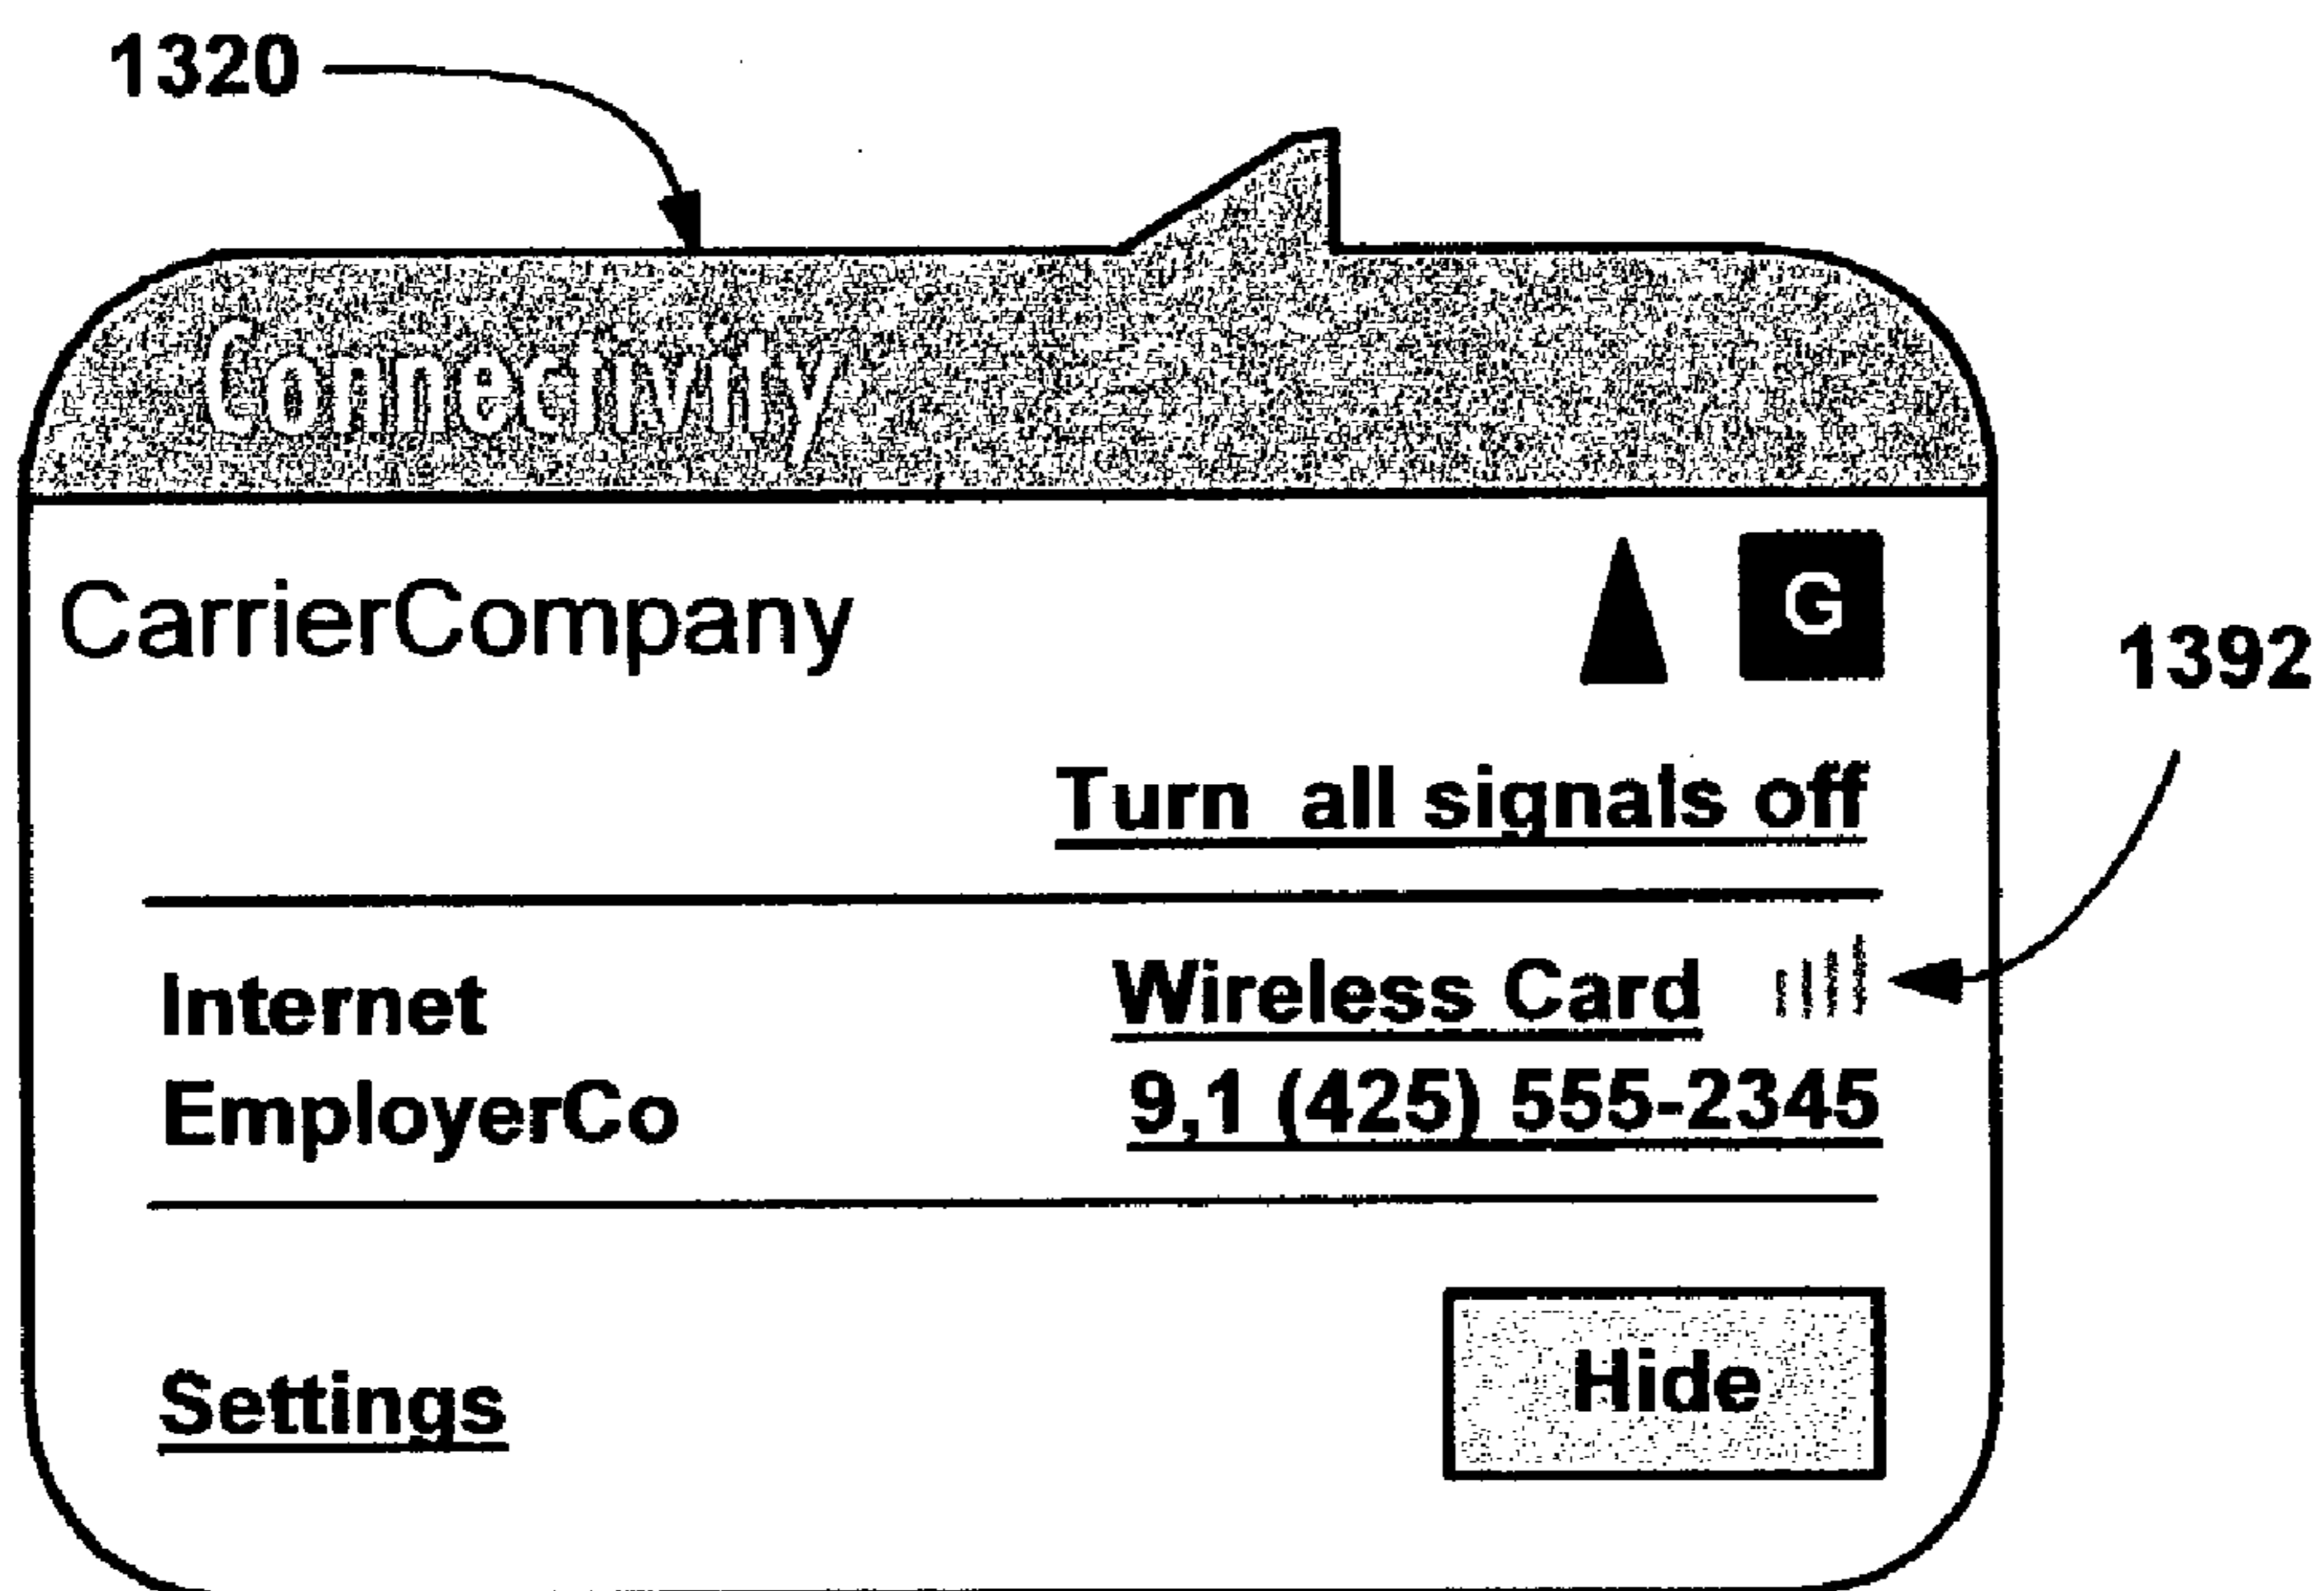 1320
Connectivity
CarrierCompany
G
1392
Turn all signals off
Internet Wireless Card
EmployerCo 9,1 (425) 555-2345
Settings Hide